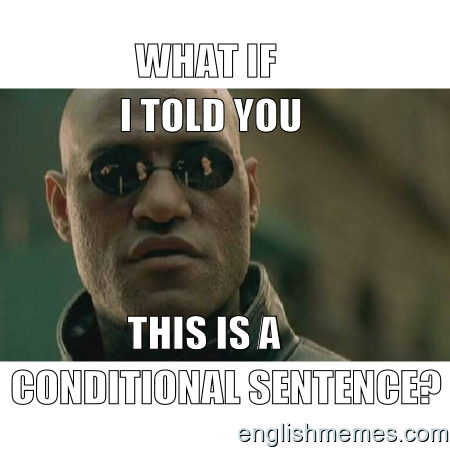 WHAT IF
I TOLD YOU
THIS IS A
CONDITIONAL SENTENCE?
englishmemes.com